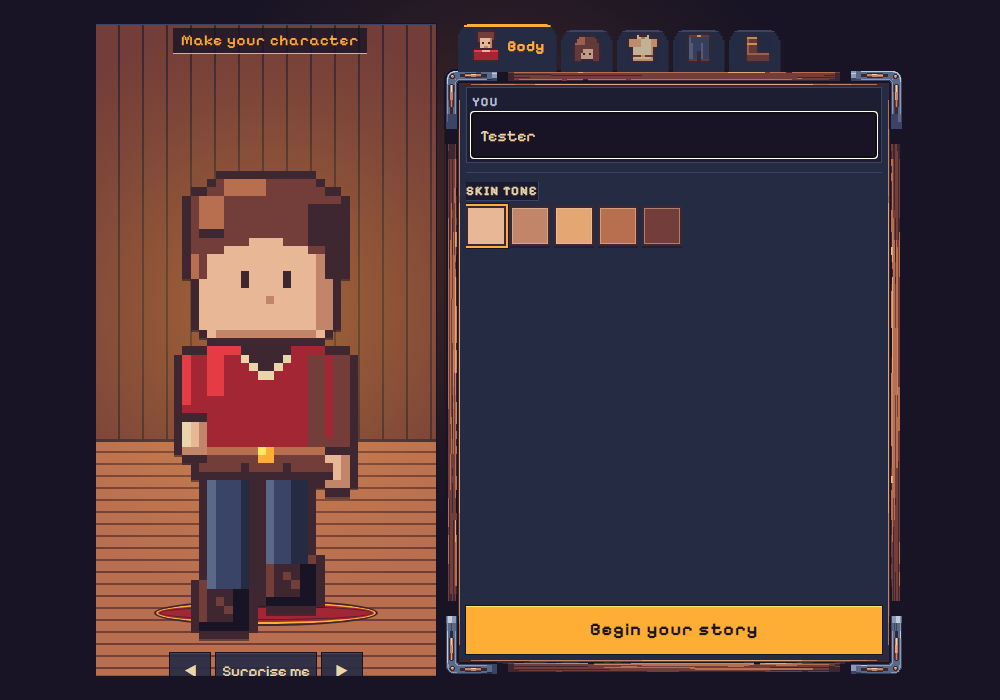 Make your character
Body
YOU
Tester
SKIN TONE
Begin your story
Surprise me